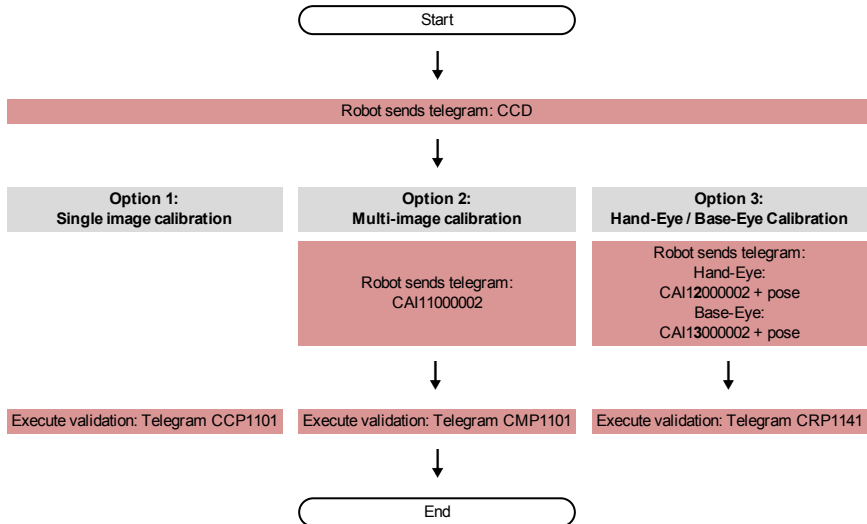 Start
Robot sends telegram: CCD
Option 1:
Single image calibration
Option 2:
Multi-image calibration
Option 3:
Hand-Eye / Base-Eye Calibration
Robot sends telegram:
CAI11000002
Robot sends telegram:
Hand-Eye:
CAI12000002 + pose
Base-Eye:
CAI13000002 + pose
Execute validation: Telegram CCP1101
Execute validation: Telegram CMP1101
Execute validation: Telegram CRP1141
End